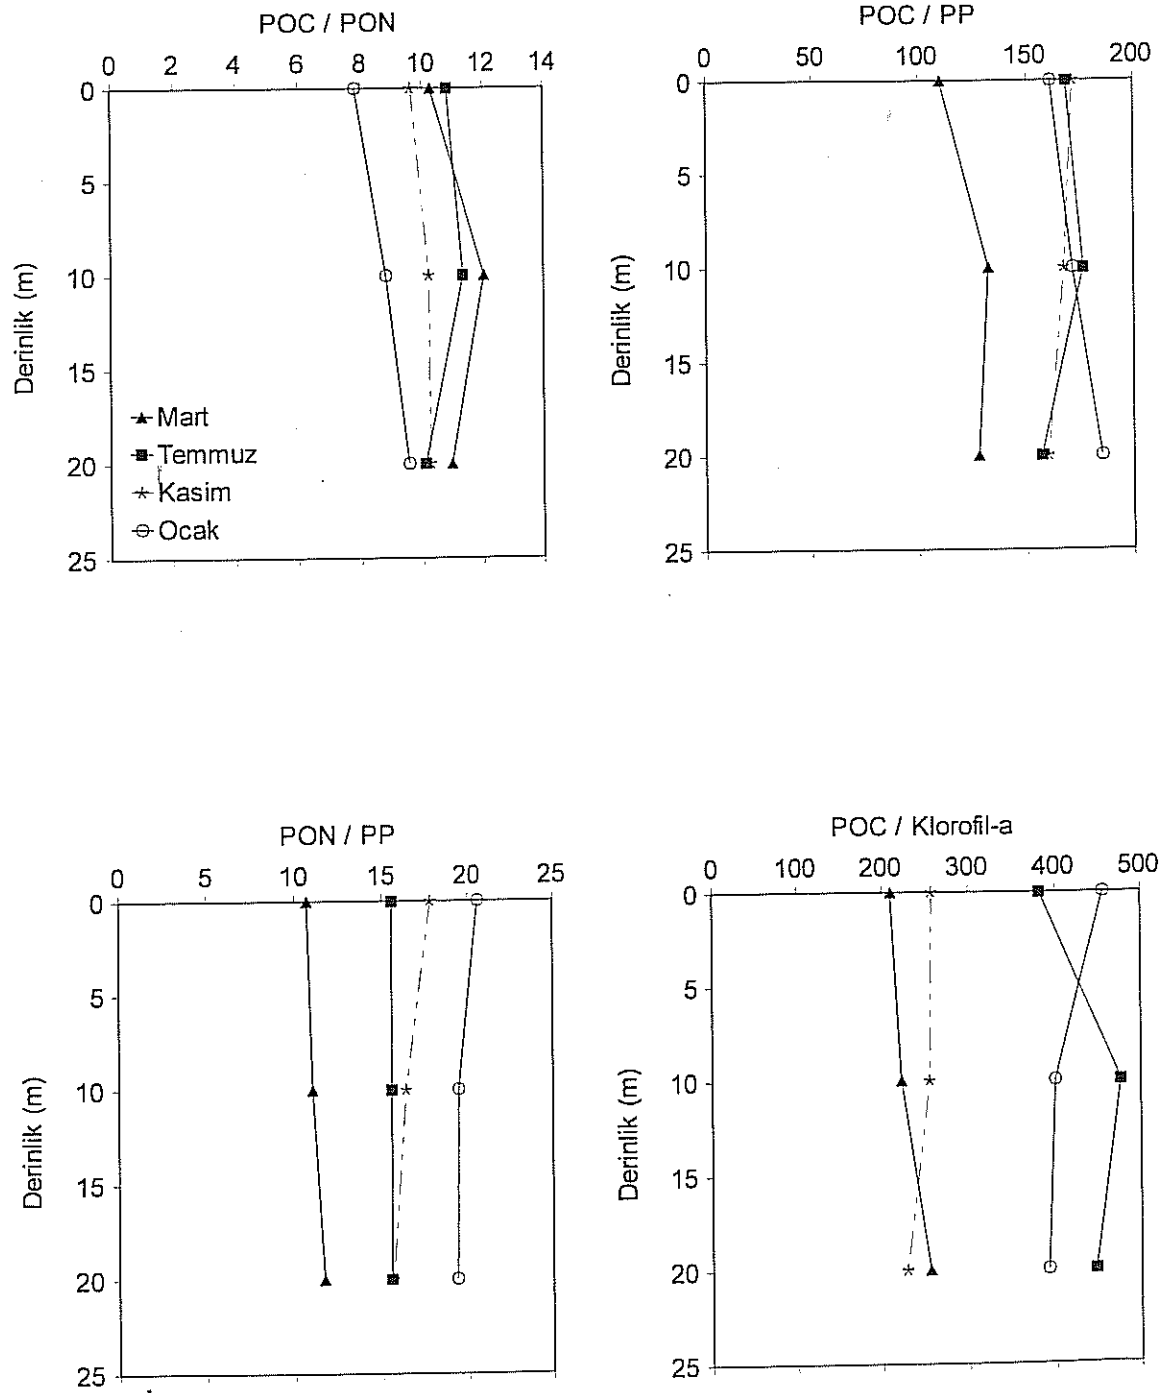 POC / PON
0 2 4 6 8 10 12 14
0
5
10
15
20
25
Derinlik (m)
Mart
Temmuz
Kasim
Ocak
POC / PP
0 50 100 150 200
0
5
10
15
20
25
Derinlik (m)
PON / PP
0 5 10 15 20 25
0
5
10
15
20
25
Derinlik (m)
POC / Klorofil-a
0 100 200 300 400 500
0
5
10
15
20
25
Derinlik (m)